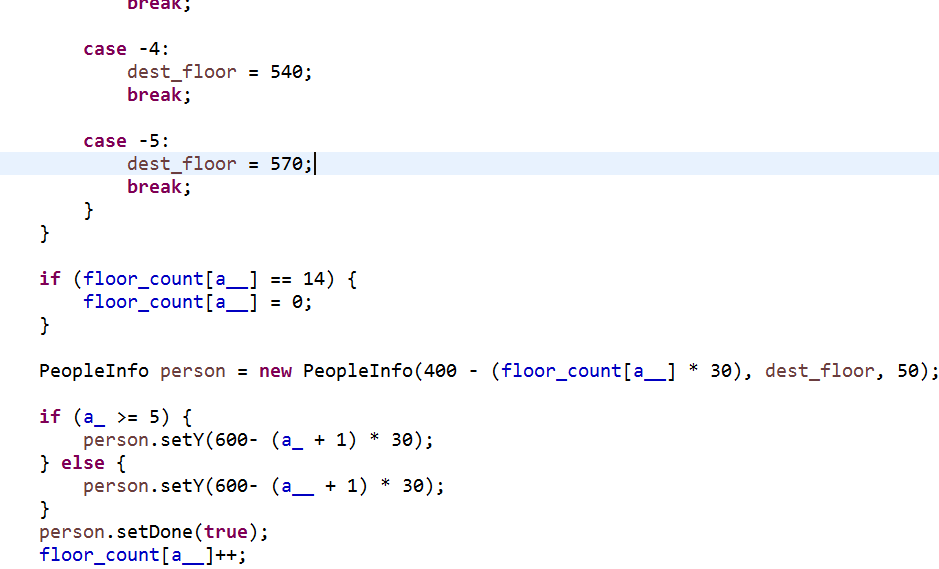 break;
case -4:
dest_floor = 540;
break;
case -5:
dest_floor = 570;
break;
}
}
if (floor_count[a__] == 14) {
floor_count[a__] = 0;
}
PeopleInfo person = new PeopleInfo(400 - (floor_count[a__] * 30), dest_floor, 50);
if (a_ >= 5) {
person.setY(600- (a_ + 1) * 30);
} else {
person.setY(600- (a__ + 1) * 30);
}
person.setDone(true);
floor_count[a__]++;